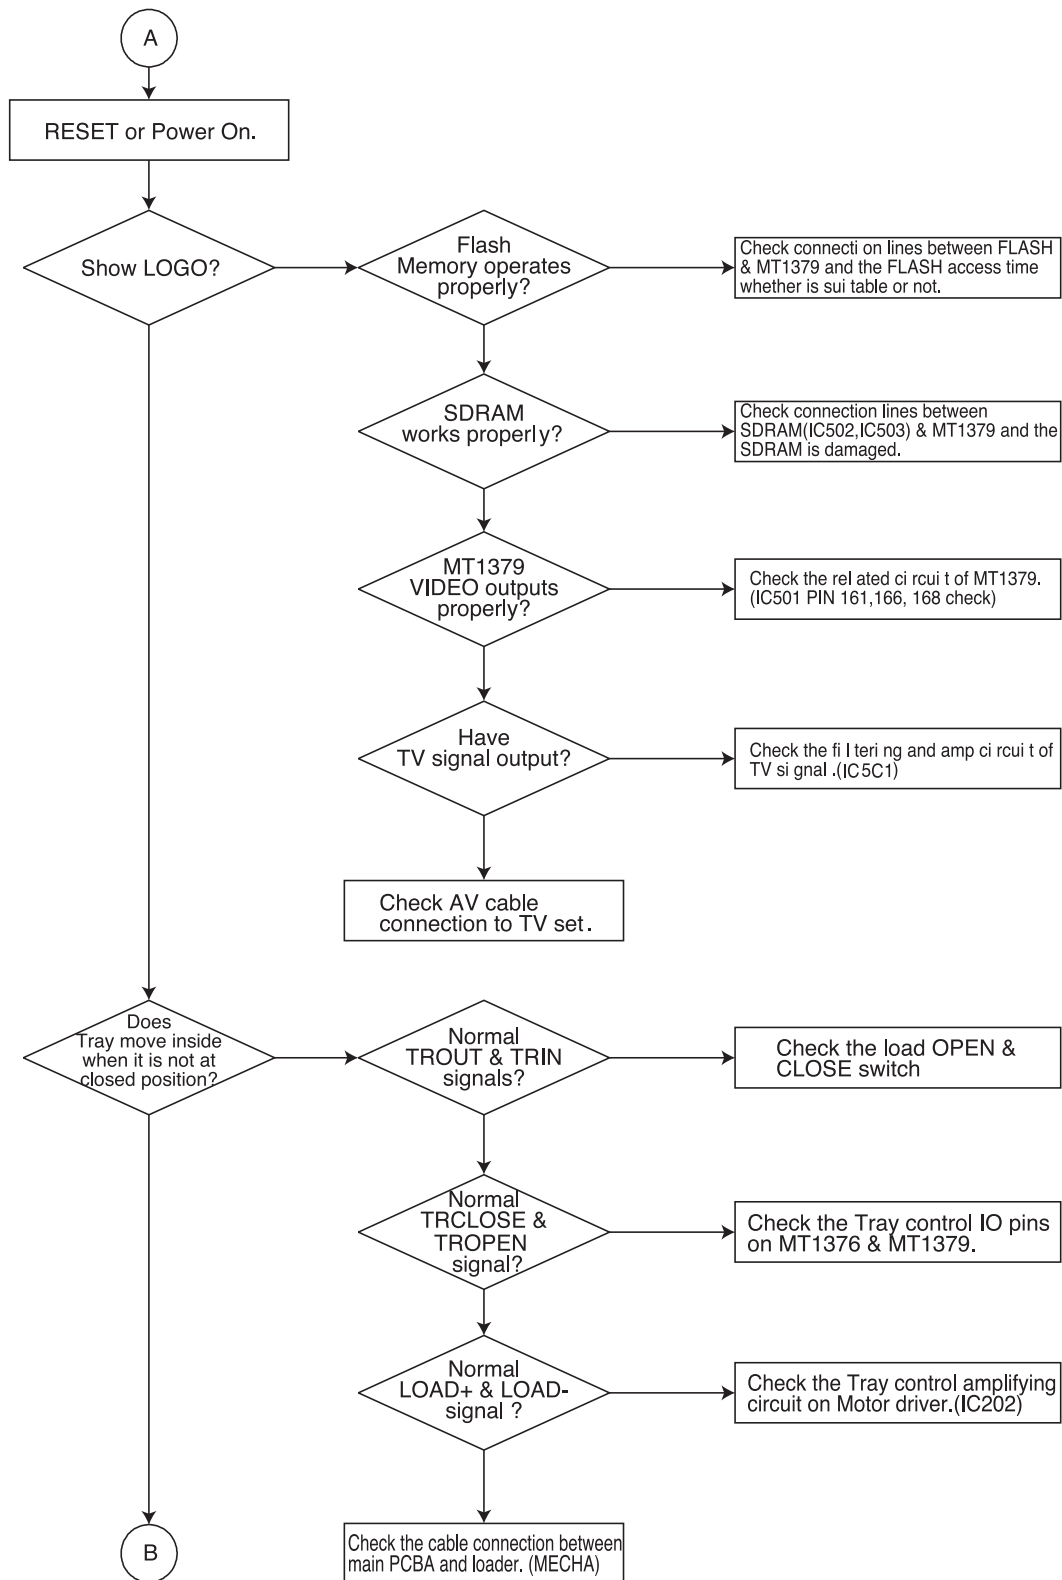 A
RESET or Power On.
Show LOGO?
Flash
Memory operates
properly?
Check connecti on lines between FLASH
& MT1379 and the FLASH access time
whether is sui table or not.
SDRAM
works properly?
Check connection lines between
SDRAM(IC502,IC503) & MT1379 and the
SDRAM is damaged.
MT1379
VIDEO outputs
properly?
Check the rel ated ci rcui t of MT1379.
(IC501 PIN 161,166, 168 check)
Have
TV signal output?
Check the fi l teri ng and amp ci rcui t of
TV si gnal .(IC5C1)
Check AV cable
connection to TV set.
Does
Tray move inside
when it is not at
closed position?
Normal
TROUT & TRIN
signals?
Check the load OPEN &
CLOSE switch
Normal
TRCLOSE &
TROPEN
signal?
Check the Tray control IO pins
on MT1376 & MT1379.
Normal
LOAD+ & LOAD-
signal ?
Check the Tray control amplifying
circuit on Motor driver.(IC202)
B
Check the cable connection between
main PCBA and loader. (MECHA)